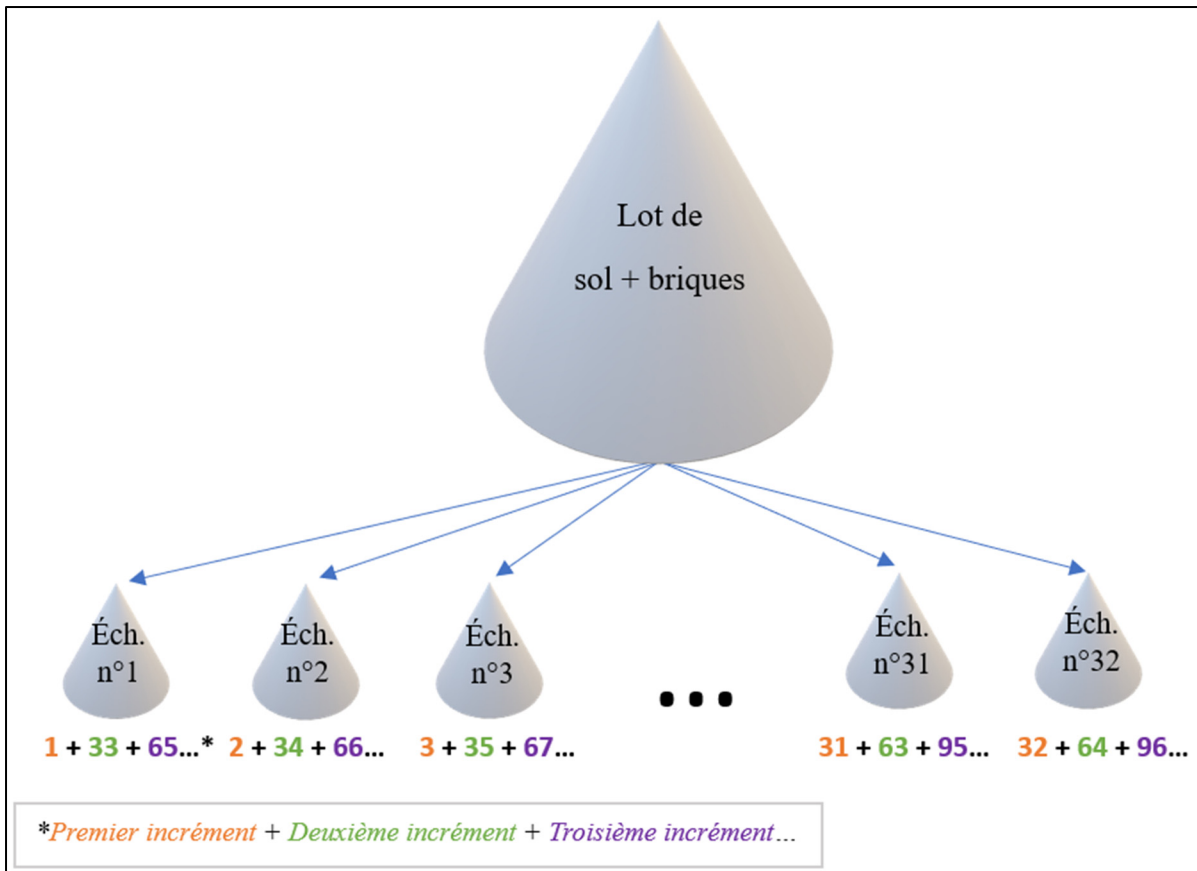 Lot de
sol + briques
Éch.
n°1
Éch.
n°2
Éch.
n°3
...
Éch.
n°31
Éch.
n°32
1 + 33 + 65...*
2 + 34 + 66...
3 + 35 + 67...
31 + 63 + 95...
32 + 64 + 96...
*Premier incrément + Deuxième incrément + Troisième incrément...